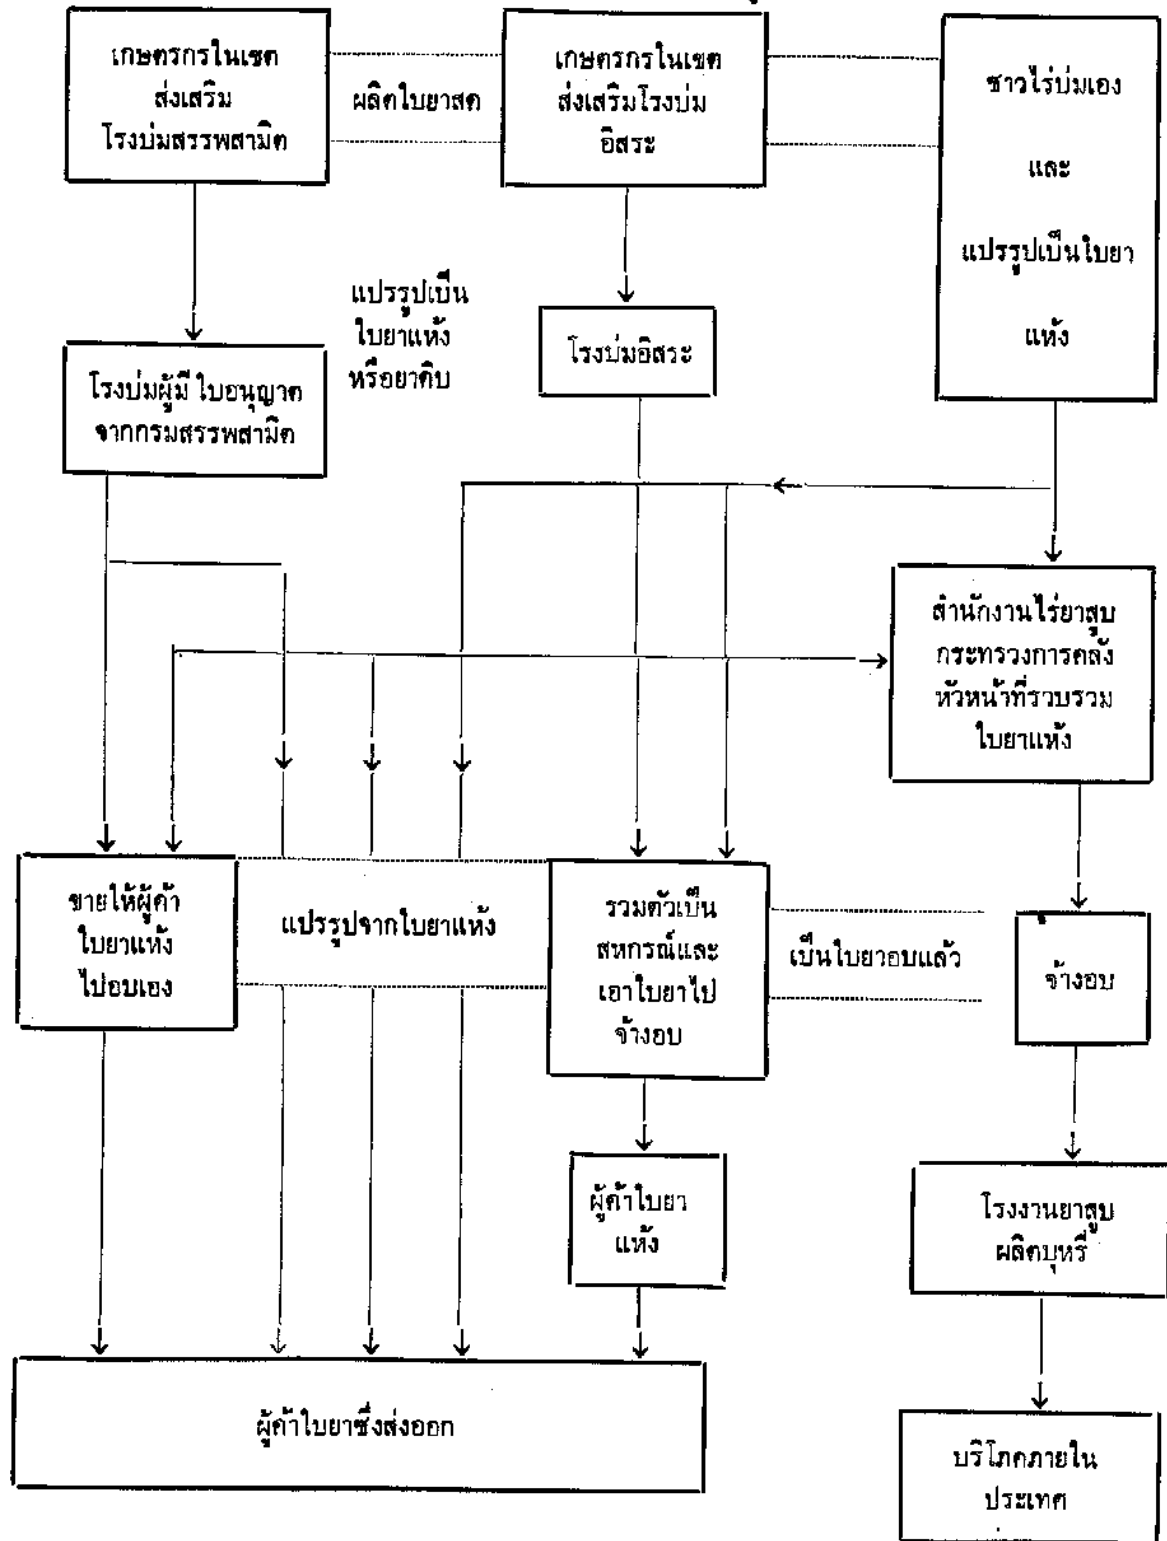 เกษตรกรในเขต
ส่งเสริม
โรงบ่มสรรพสามิต
ผลิตใบยาสด
เกษตรกรในเขต
ส่งเสริมโรงบ่ม
อิสระ
ชาวไร่บ่มเอง
และ
แปรรูปเป็นใบยา
แห้ง
แปรรูปเป็น
ใบยาแห้ง
หรือยาดิบ
โรงบ่มอิสระ
โรงบ่มผู้มี ใบอนุญาต
จากกรมสรรพสามิต
สำนักงานไร่ยาสูบ
กระทรวงการคลัง
หัวหน้าที่รวบรวม
ใบยาแห้ง
ขายให้ผู้ค้า
ใบยาแห้ง
ไปอบเอง
แปรรูปจากใบยาแห้ง
รวมตัวเป็น
สหกรณ์และ
เอาใบยาไป
จ้างอบ
เป็นใบยาอบแล้ว
จ้างอบ
ผู้ค้าใบยา
แห้ง
โรงงานยาสูบ
ผลิตบุหรี่
ผู้ค้าใบยาซึ่งส่งออก
บริโภคภายใน
ประเทศ